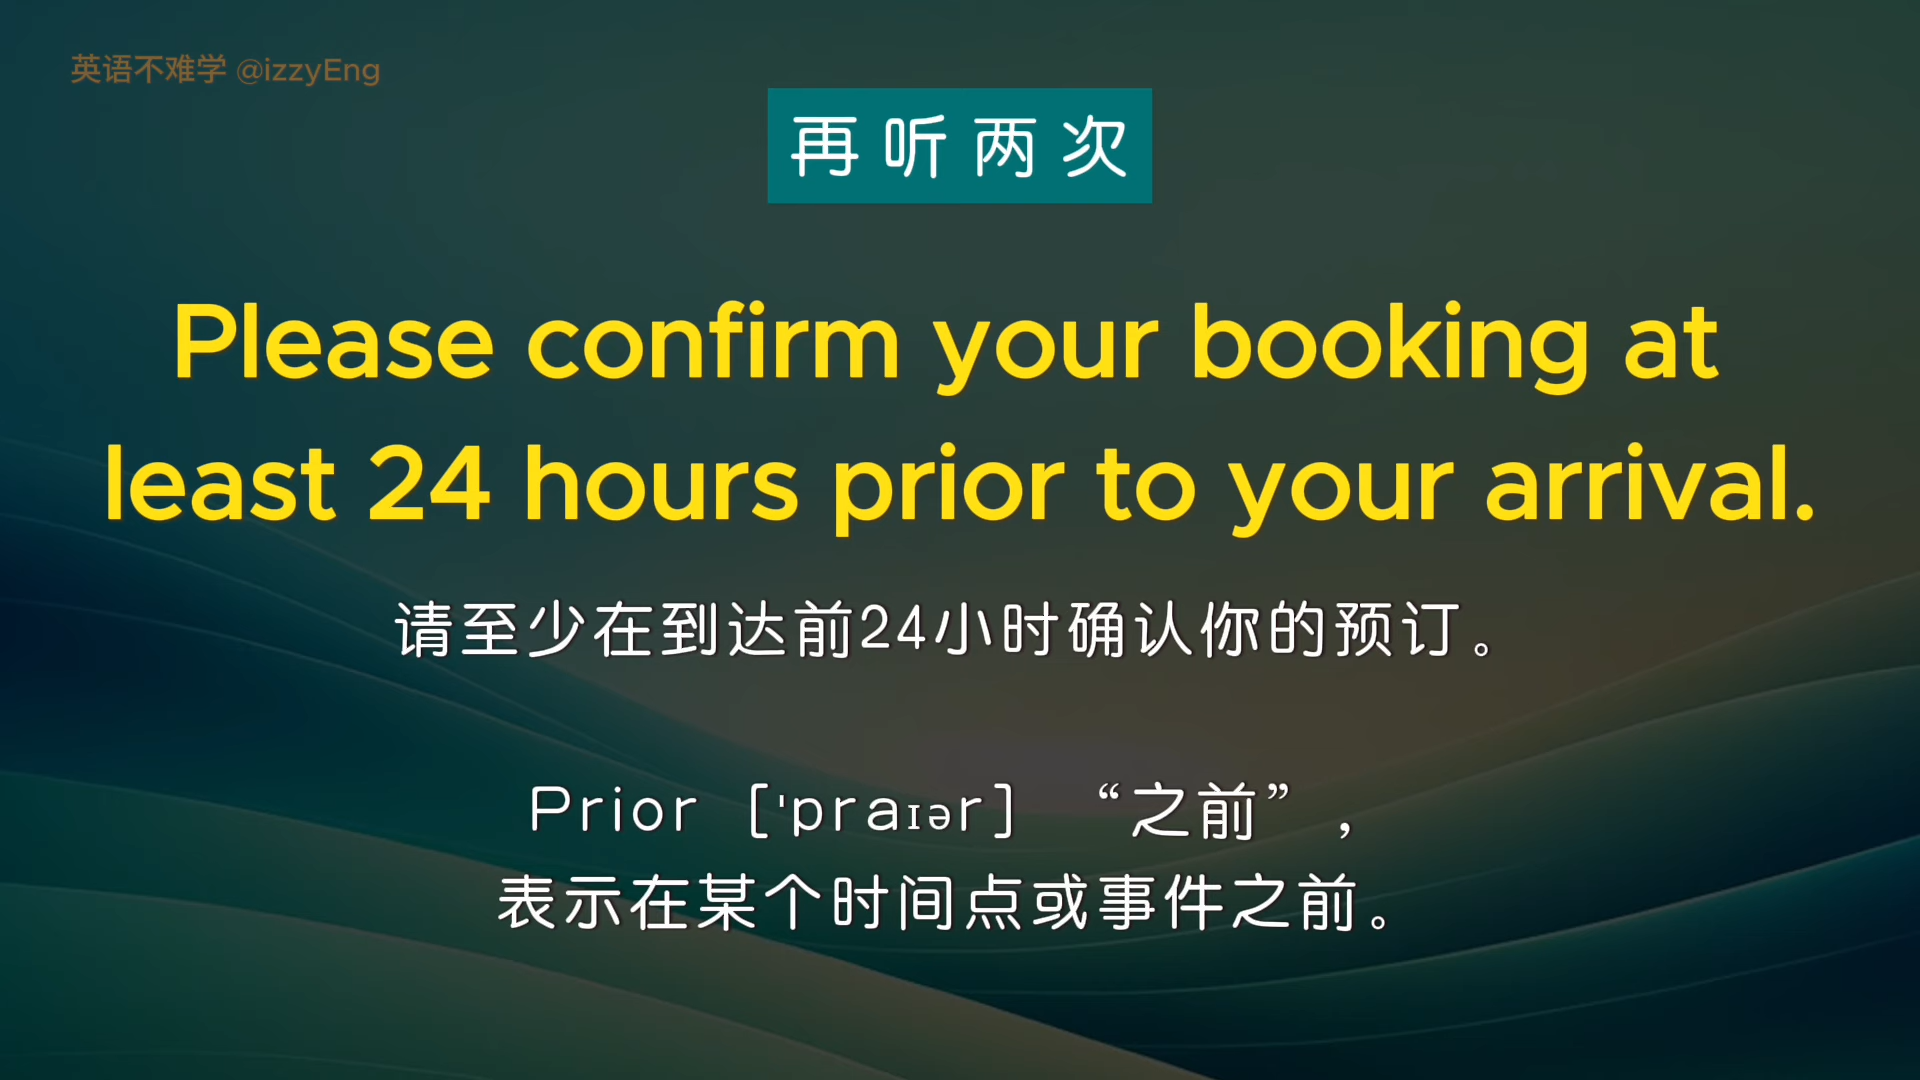 英语不难学 @izzyEng
再听两次
Please confirm your booking at
least 24 hours prior to your arrival.
请至少在到达前24小时确认你的预订。
Prior ['praɪər] “之前”,
表示在某个时间点或事件之前。